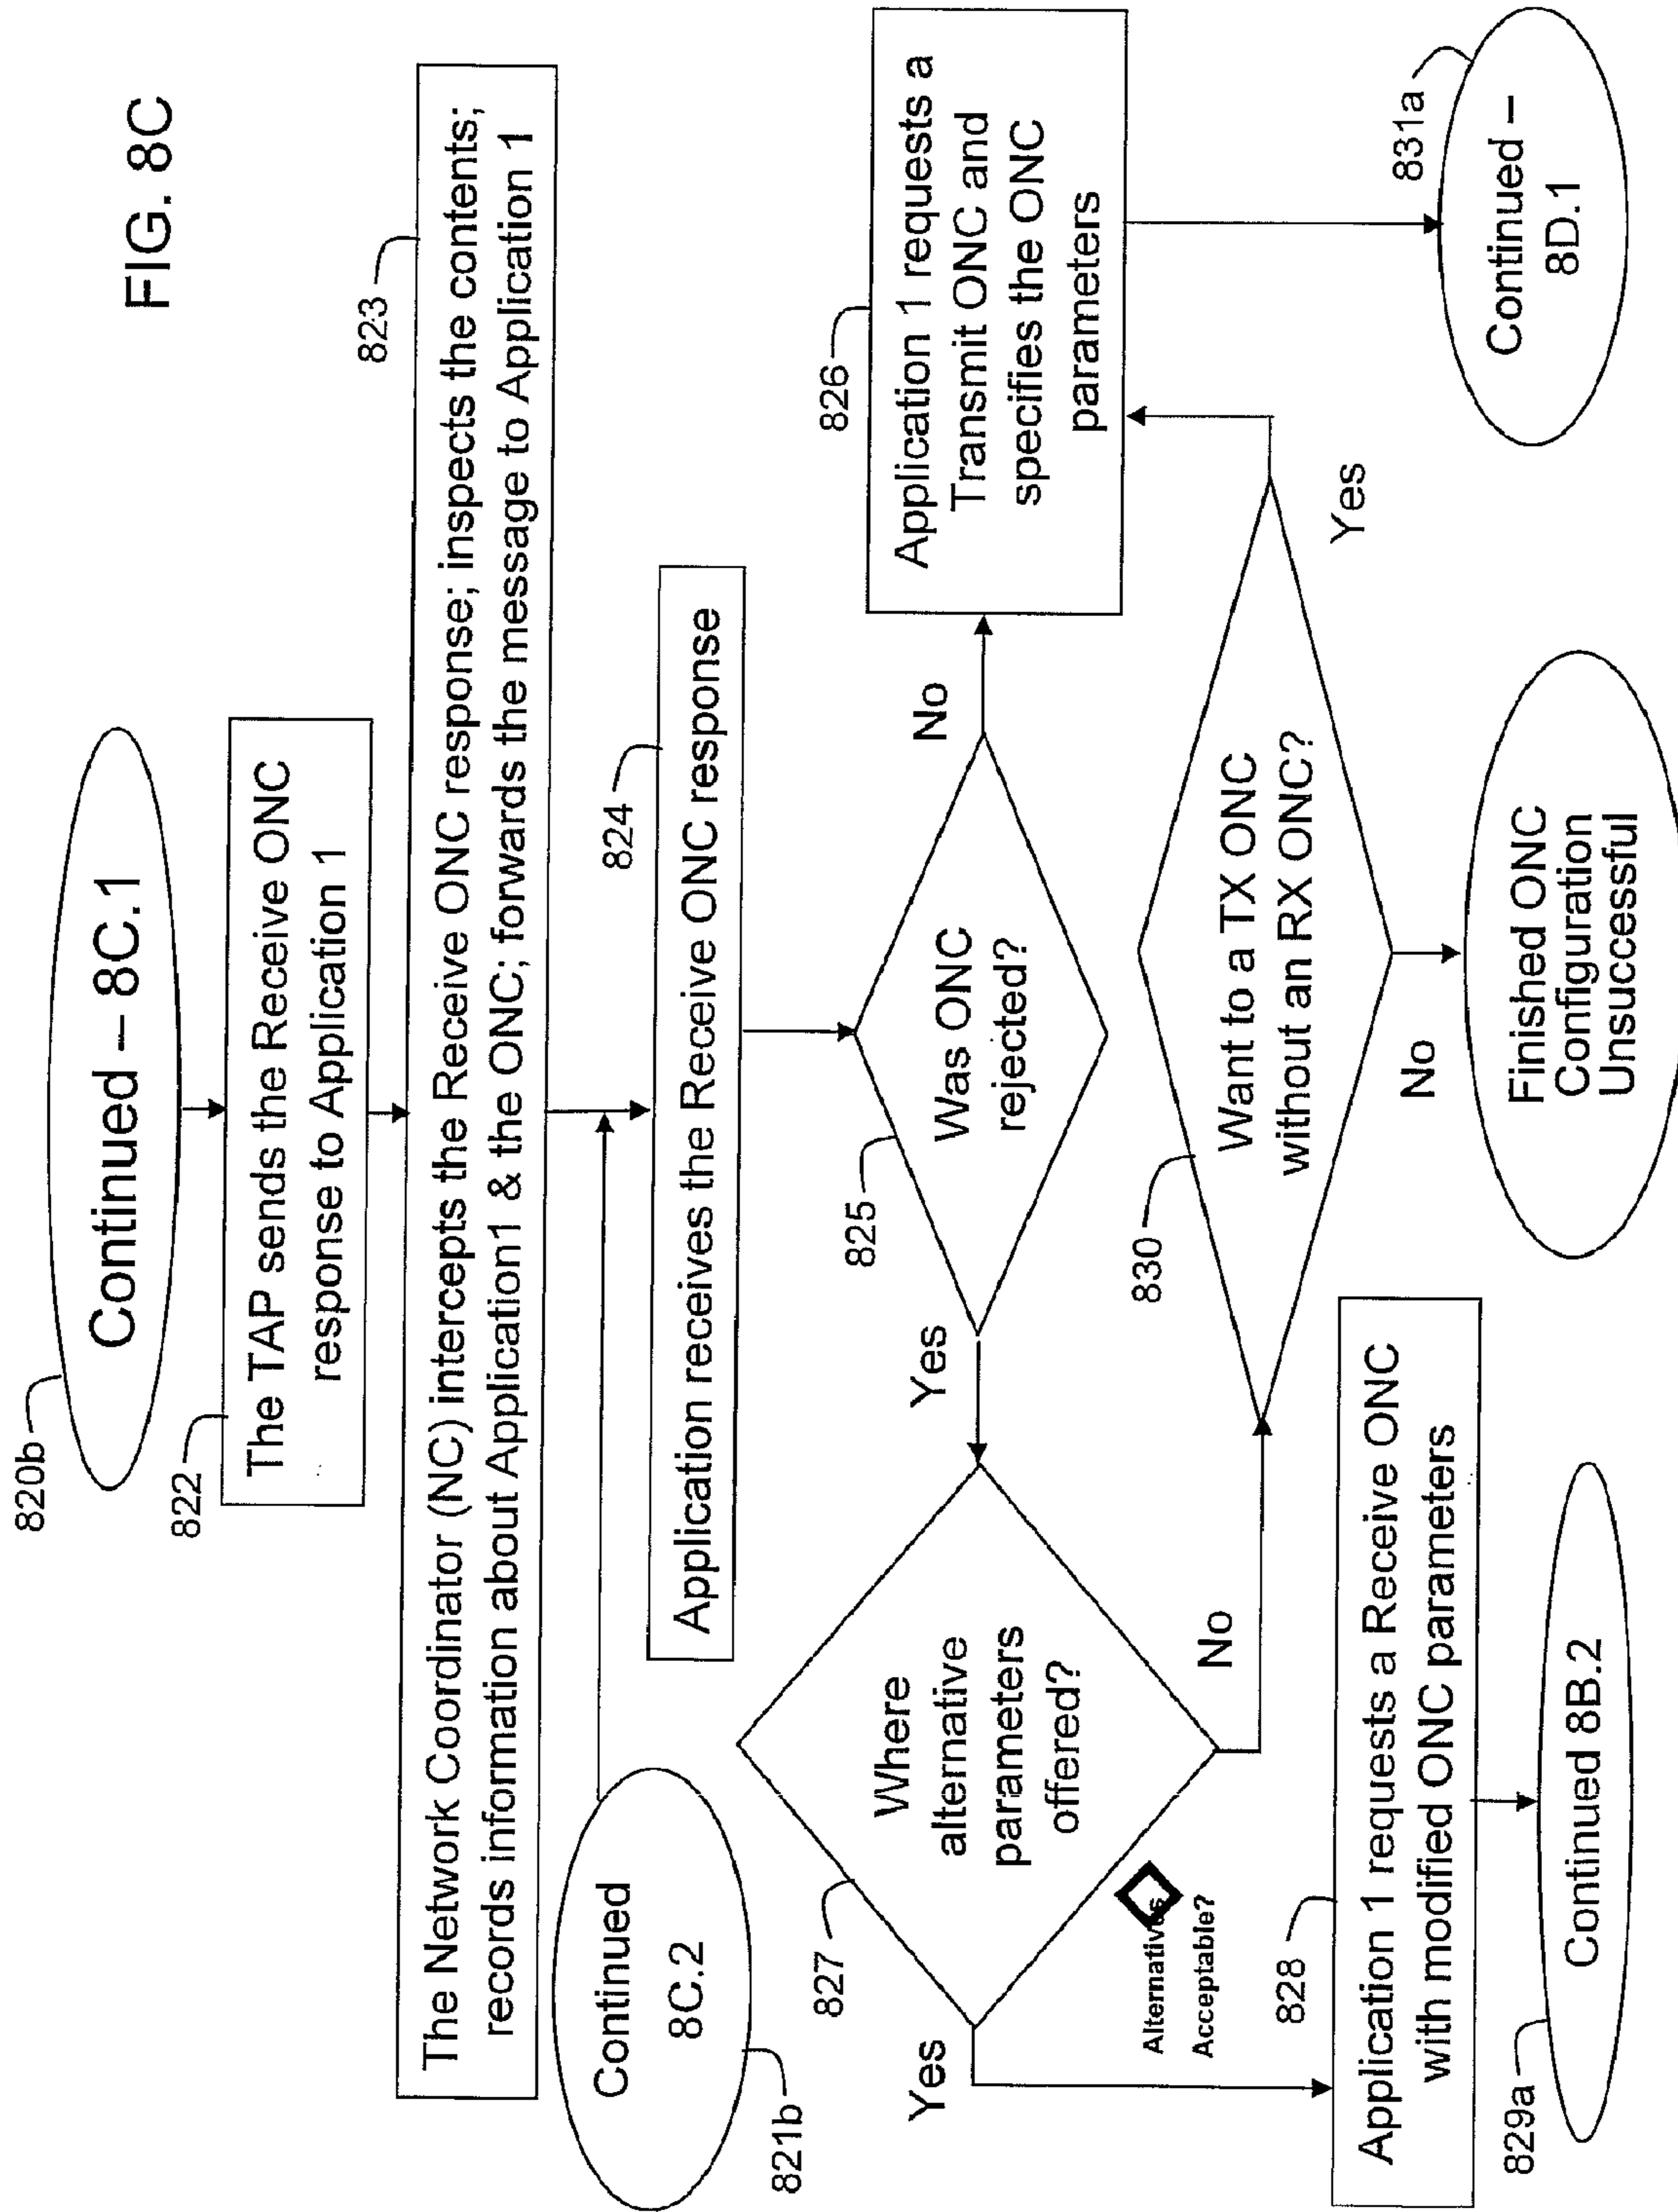 FIG. 8C
820b
Continued – 8C.1
822
The TAP sends the Receive ONC
response to Application 1
823
The Network Coordinator (NC) intercepts the Receive ONC response; inspects the contents;
records information about Application1 & the ONC; forwards the message to Application 1
Continued
8C.2
821b
824
Application receives the Receive ONC response
825
Was ONC
rejected?
Yes
No
826
Application 1 requests a
Transmit ONC and
specifies the ONC
parameters
827
Where
alternative
parameters
offered?
Yes
No
Alternatives
Acceptable?
830
Want to a TX ONC
without an RX ONC?
Yes
No
828
Application 1 requests a Receive ONC
with modified ONC parameters
829a
Continued 8B.2
Finished ONC
Configuration
Unsuccessful
831a
Continued –
8D.1